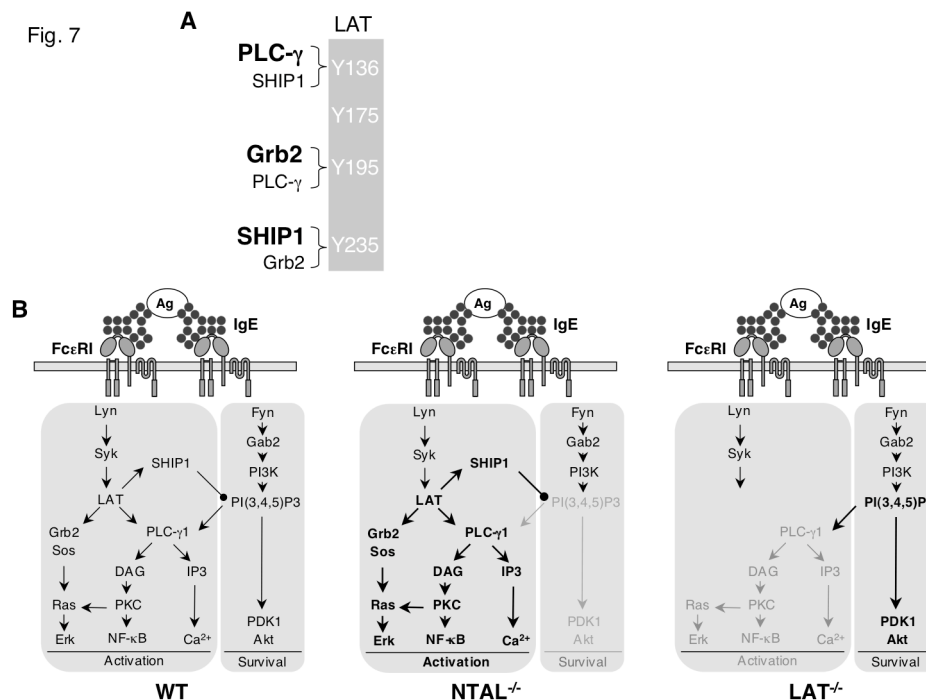 Fig. 7
A
LAT
PLC-γ
SHIP1
Y136
Y175
Grb2
PLC-γ
Y195
SHIP1
Grb2
Y235
B
Ag
IgE
FcεRI
Lyn
Syk
SHIP1
LAT
Grb2
Sos
PLC-γ1
DAG
IP3
Ras
PKC
Erk
NF-κB
Ca²⁺
Activation
Fyn
Gab2
PI3K
PI(3,4,5)P3
PDK1
Akt
Survival
WT
Ag
IgE
FcεRI
Lyn
Syk
SHIP1
LAT
Grb2
Sos
PLC-γ1
DAG
IP3
Ras
PKC
Erk
NF-κB
Ca²⁺
Activation
Fyn
Gab2
PI3K
PI(3,4,5)P3
PDK1
Akt
Survival
NTAL⁻/⁻
Ag
IgE
FcεRI
Lyn
Syk
PLC-γ1
DAG
IP3
Ras
PKC
Erk
NF-κB
Ca²⁺
Activation
Fyn
Gab2
PI3K
PI(3,4,5)P
PDK1
Akt
Survival
LAT⁻/⁻